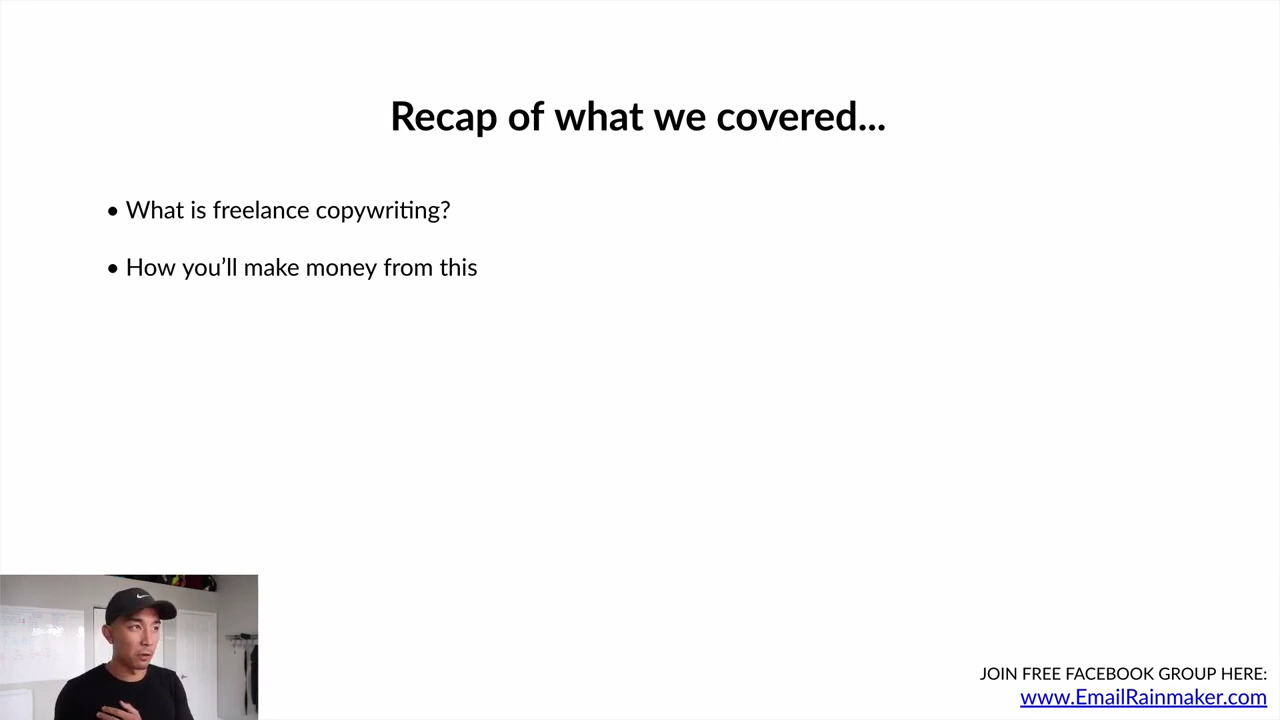 Recap of what we covered...
• What is freelance copywriting?
• How you’ll make money from this
JOIN FREE FACEBOOK GROUP HERE:
www.EmailRainmaker.com